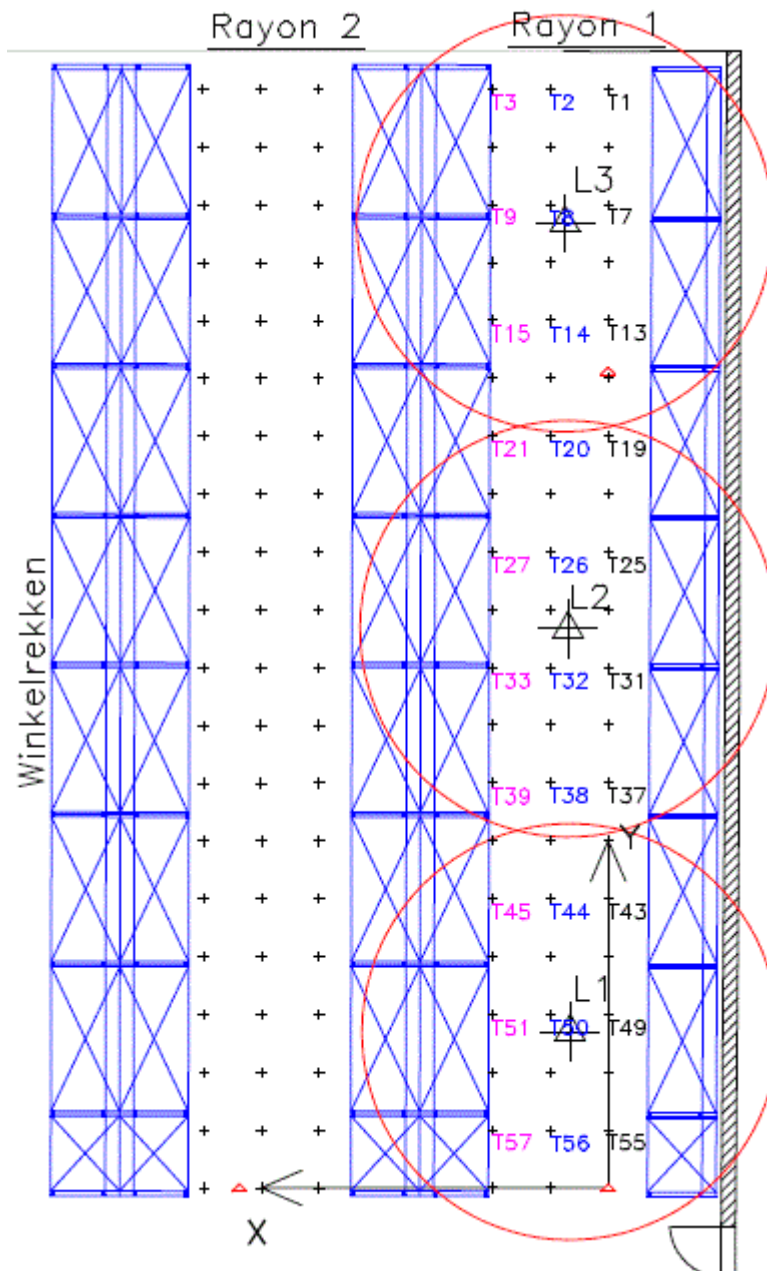 Rayon 2 Rayon 1
T3 T2 T1
L3
T9 T8 T7
T15 T14 T13
T21 T20 T19
Winkelrekken
T27 T26 T25
L2
T33 T32 T31
T39 T38 T37
Y
T45 T44 T43
L1
T51 T50 T49
T57 T56 T55
X